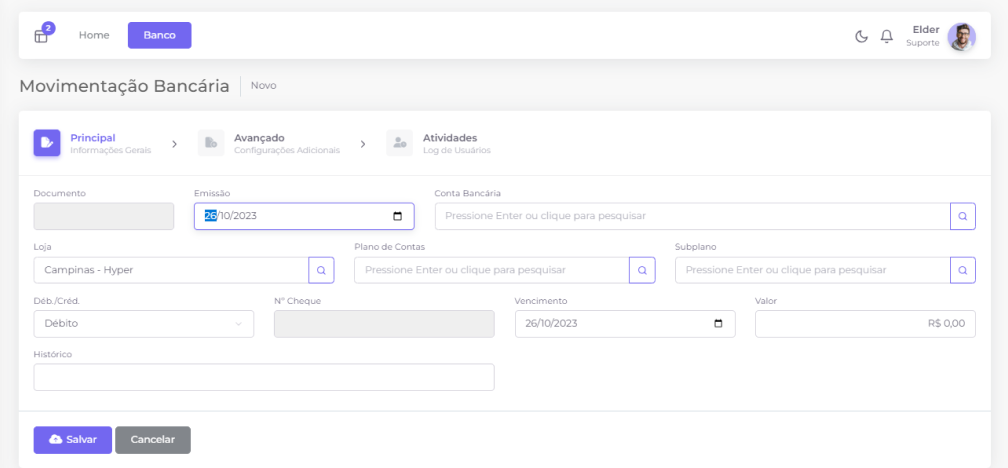 2
Home
Banco
Elder
Suporte
Movimentação Bancária
Novo
Principal
Informações Gerais
Avançado
Configurações Adicionais
Atividades
Log de Usuários
Documento
Emissão
Conta Bancária
26/10/2023
Pressione Enter ou clique para pesquisar
Loja
Plano de Contas
Subplano
Campinas - Hyper
Pressione Enter ou clique para pesquisar
Pressione Enter ou clique para pesquisar
Déb./Créd.
Nº Cheque
Vencimento
Valor
Débito
26/10/2023
R$ 0,00
Histórico
Salvar
Cancelar